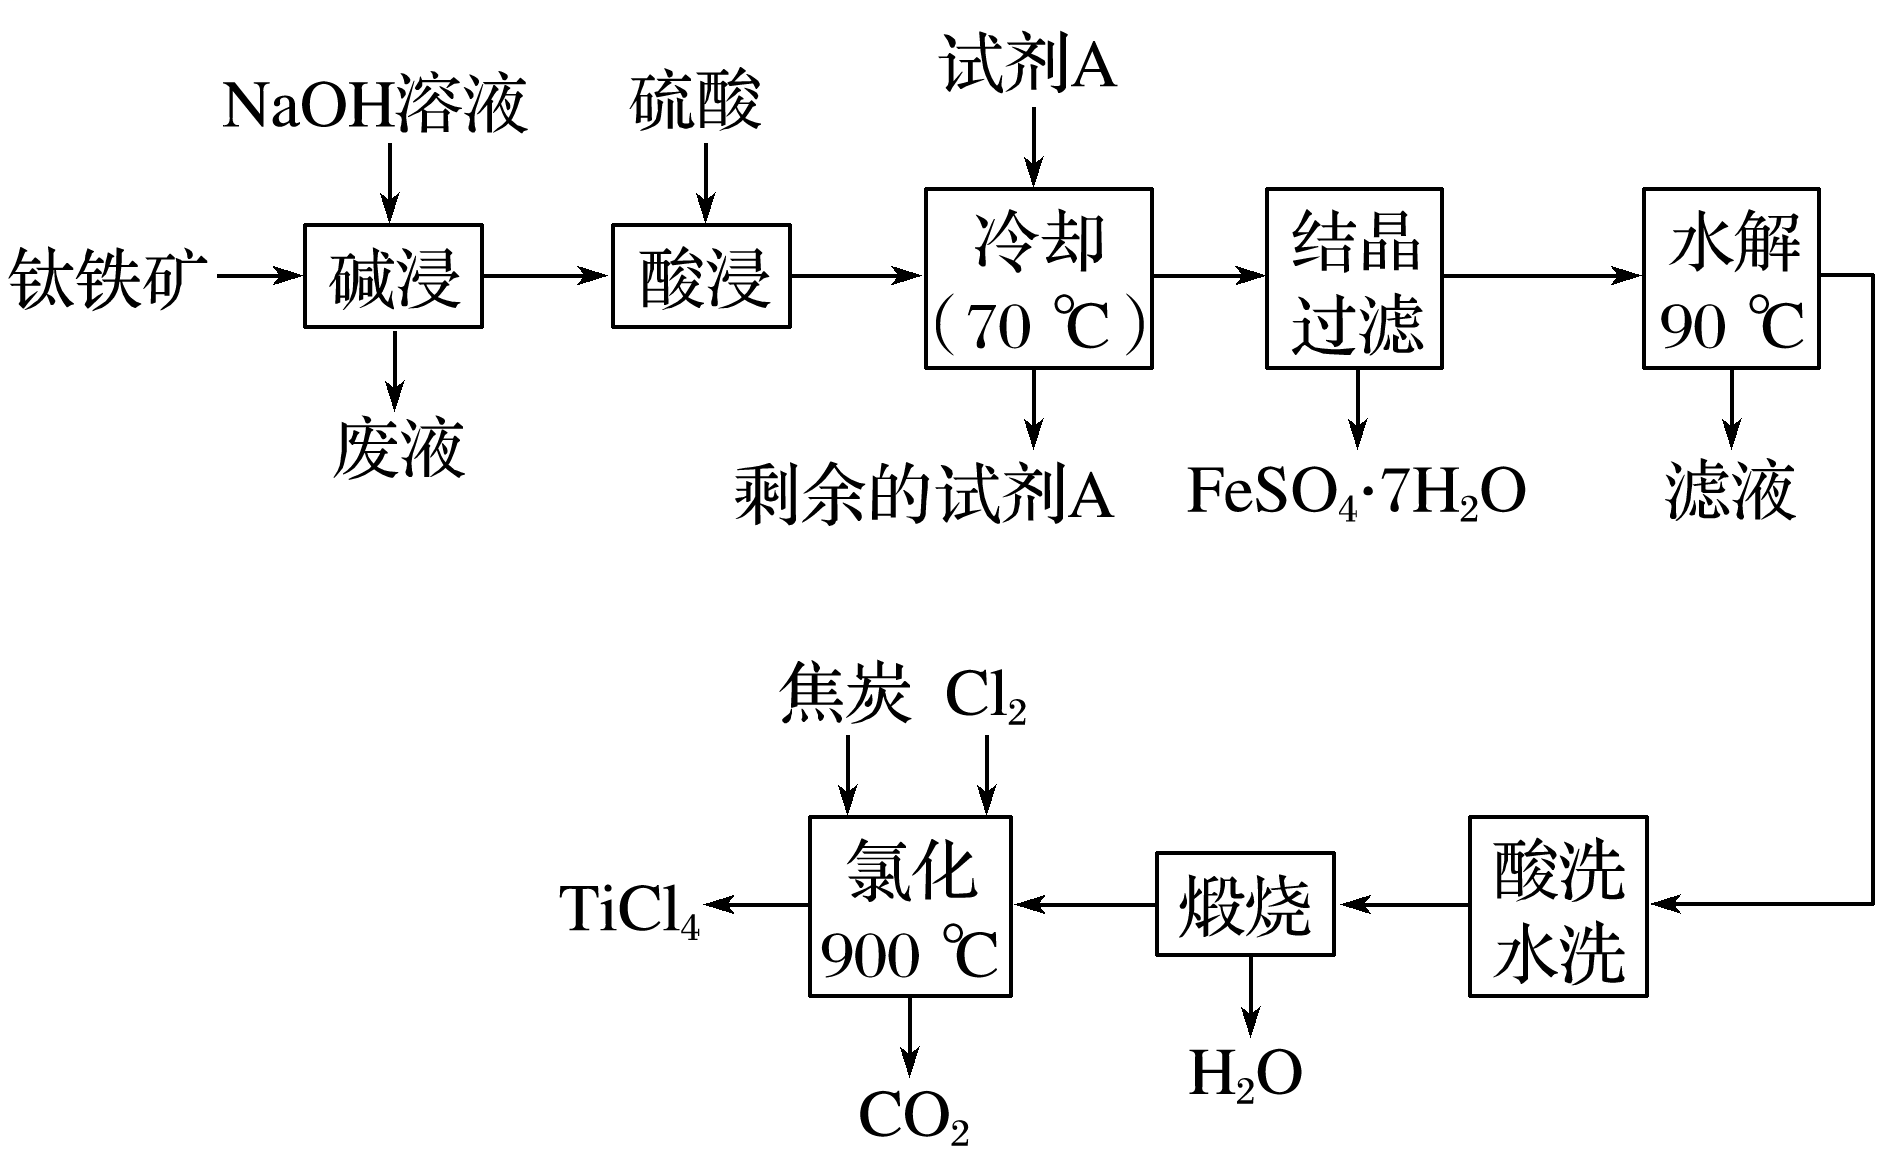 试剂A
NaOH溶液
硫酸
钛铁矿
碱浸
酸浸
冷却
(70 ℃)
结晶
过滤
水解
90 ℃
废液
剩余的试剂A
FeSO₄·7H₂O
滤液
焦炭
Cl₂
TiCl₄
氯化
900 ℃
煅烧
酸洗
水洗
CO₂
H₂O